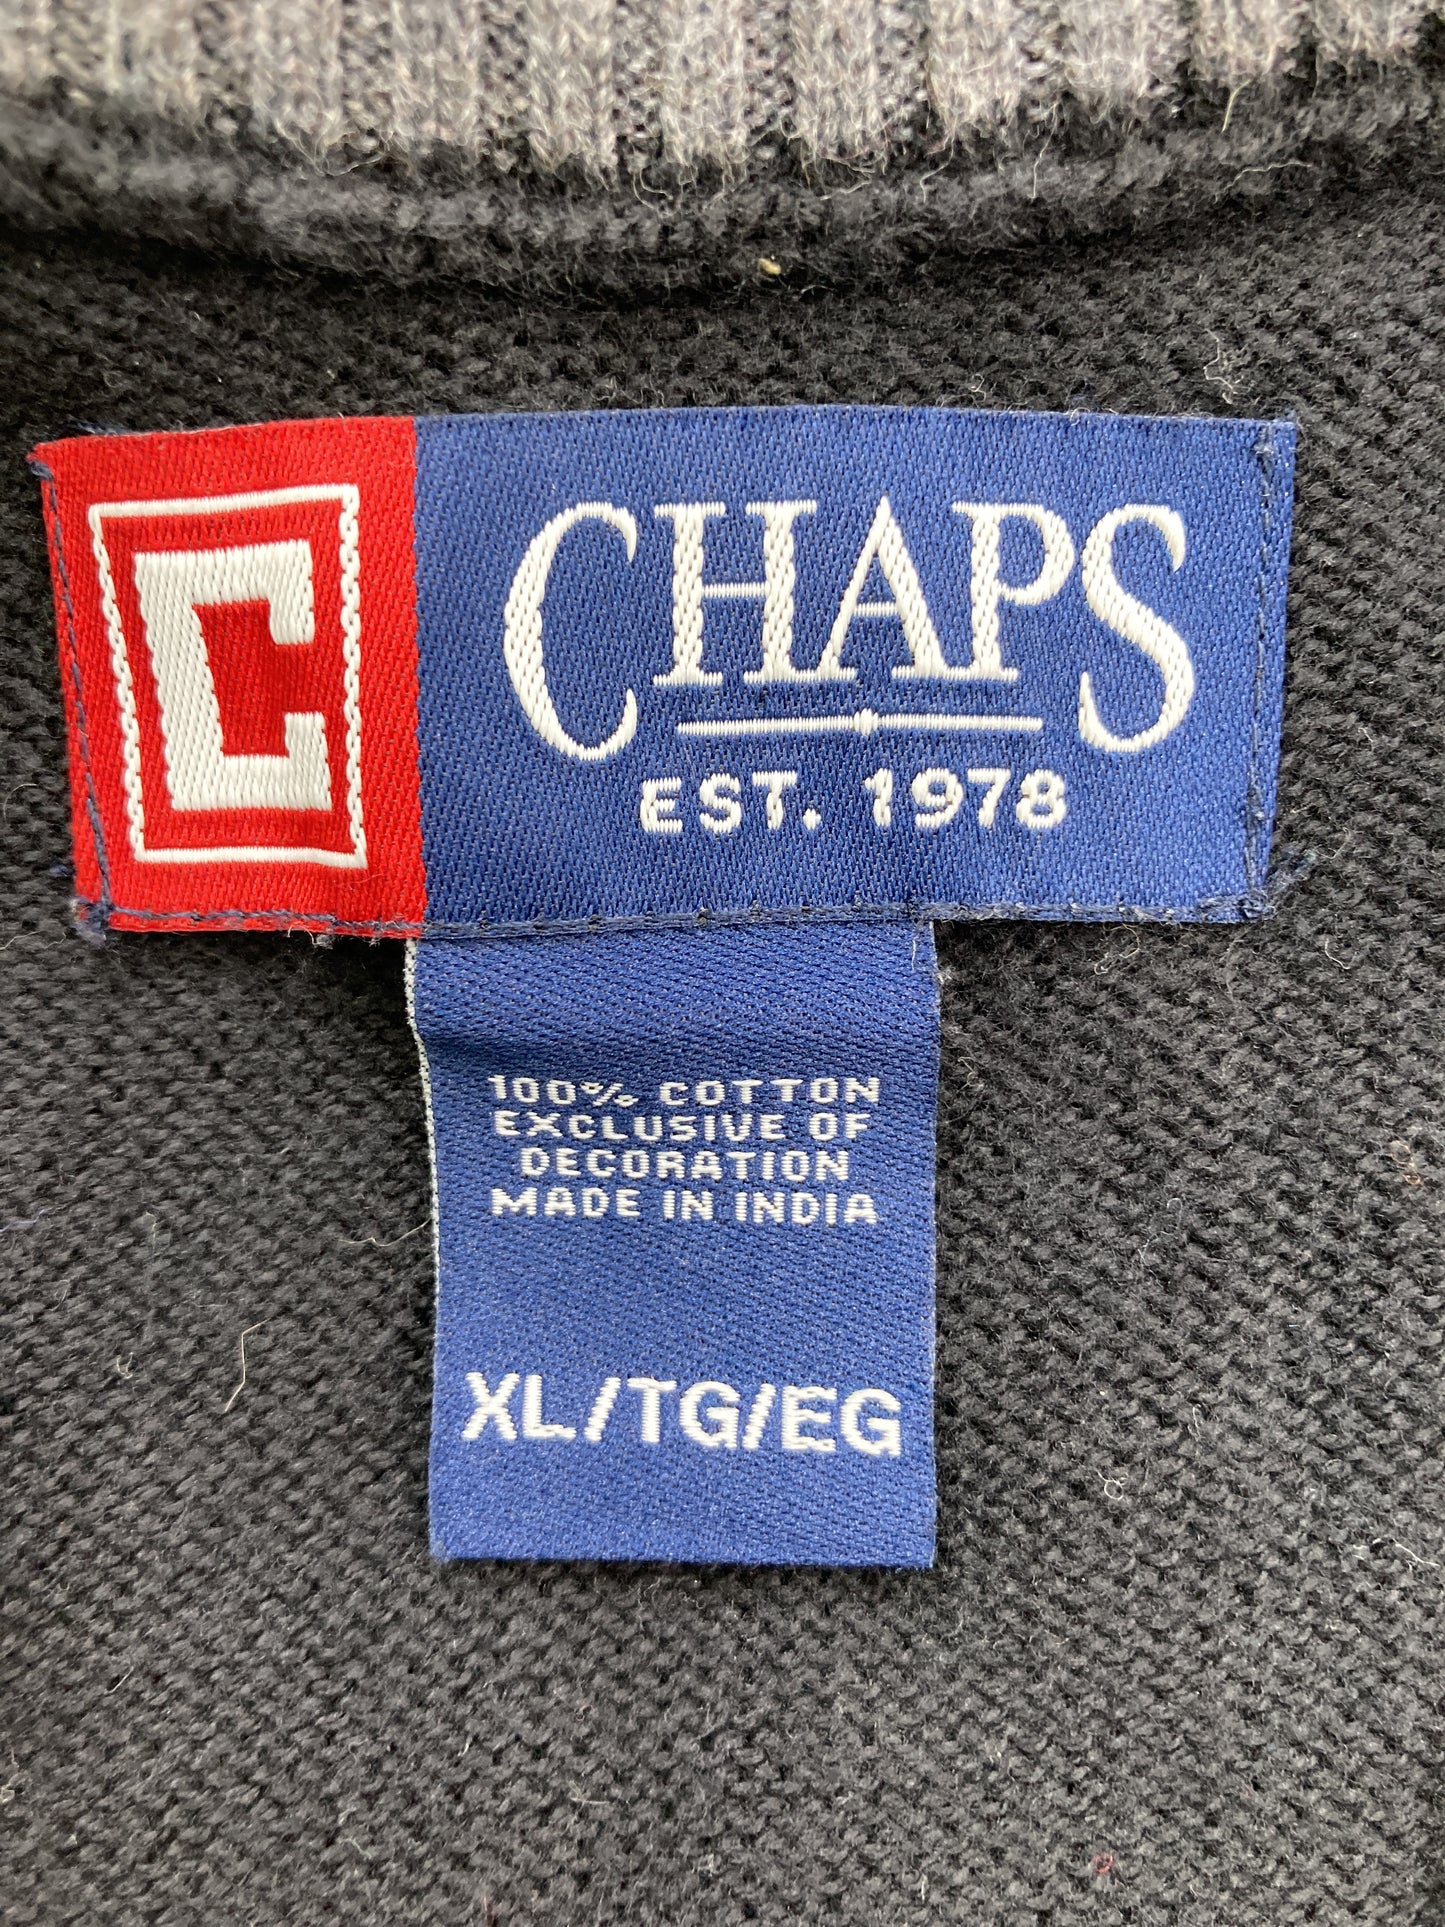 C
CHAPS
EST. 1978
100% COTTON
EXCLUSIVE OF
DECORATION
MADE IN INDIA
XL/TG/EG